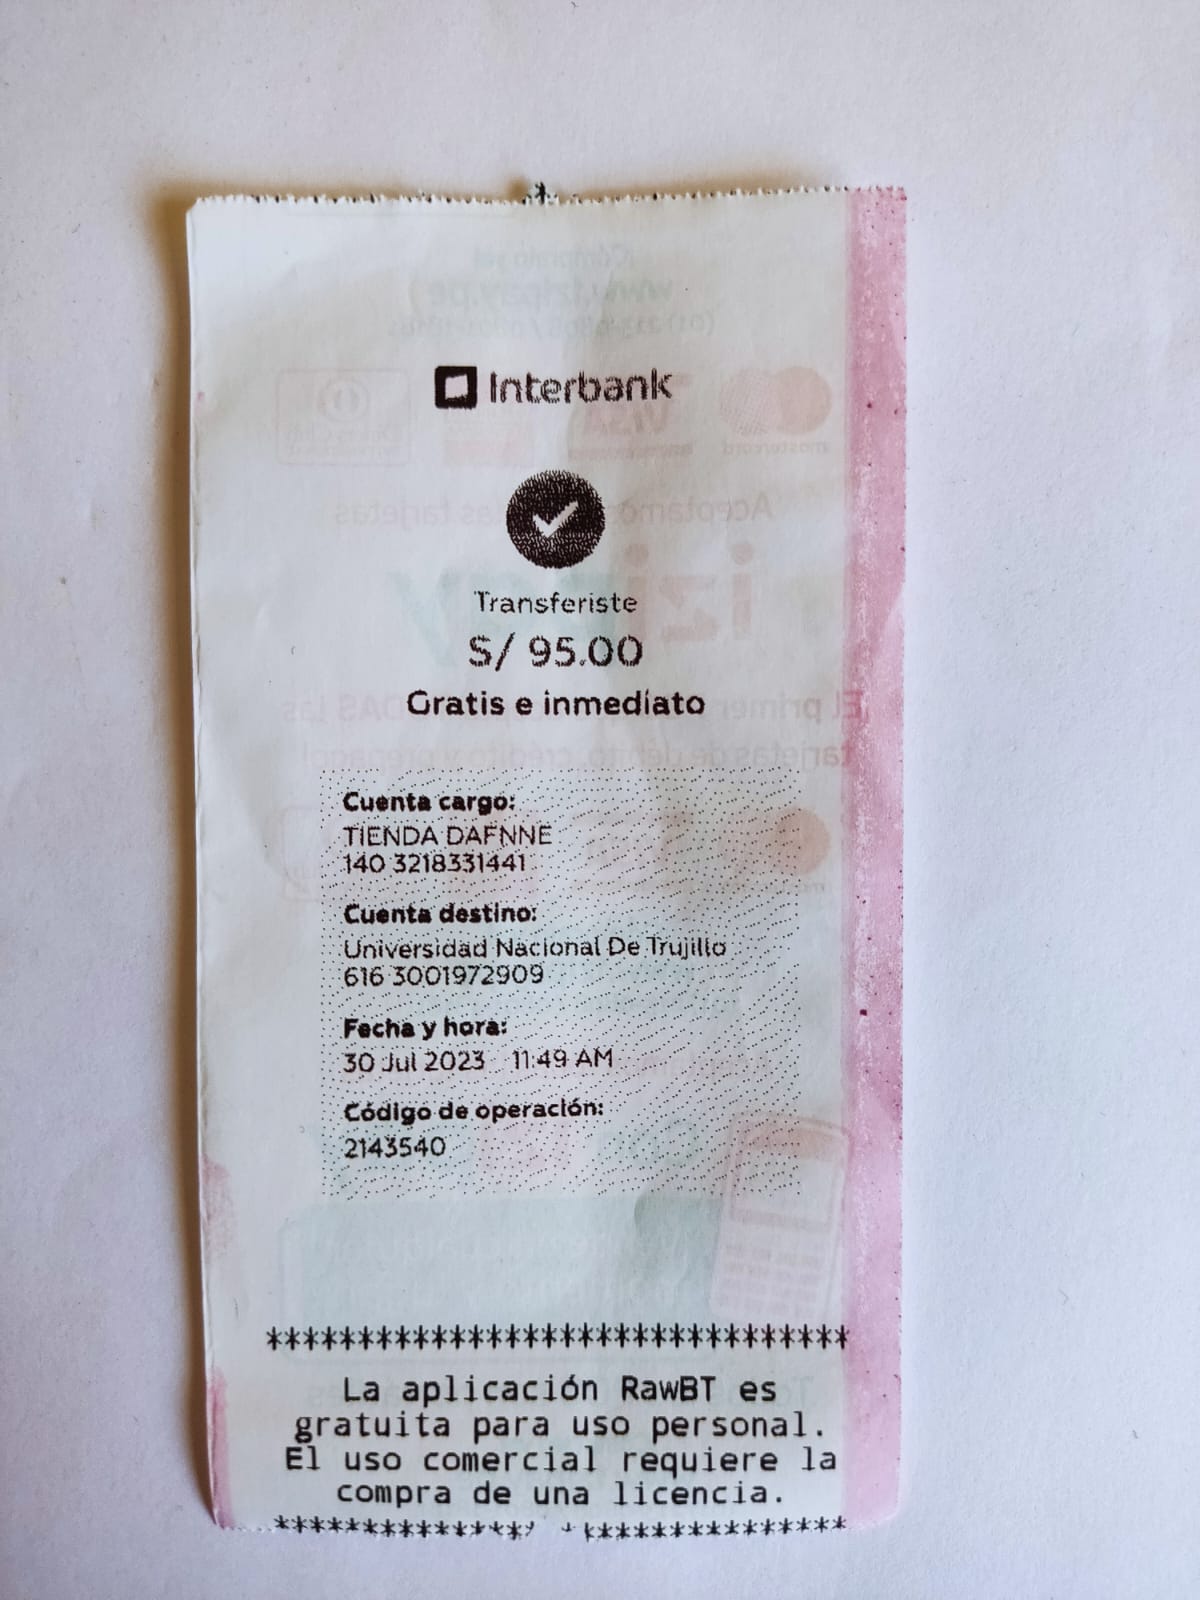 Interbank
Transferiste
S/ 95.00
Gratis e inmediato
Cuenta cargo:
TIENDA DAFNNE
140 3218331441
Cuenta destino:
Universidad Nacional De Trujillo
616 3001972909
Fecha y hora:
30 Jul 2023 11:49 AM
Código de operación:
2143540
*******************************
La aplicación RawBT es
gratuita para uso personal.
El uso comercial requiere la
compra de una licencia.
*******************************